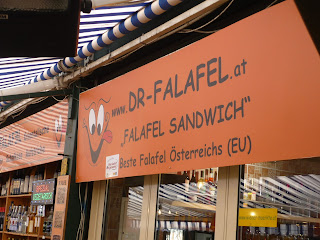 www.DR-FALAFEL.at
„FALAFEL SANDWICH"
Beste Falafel Österreichs (EU)